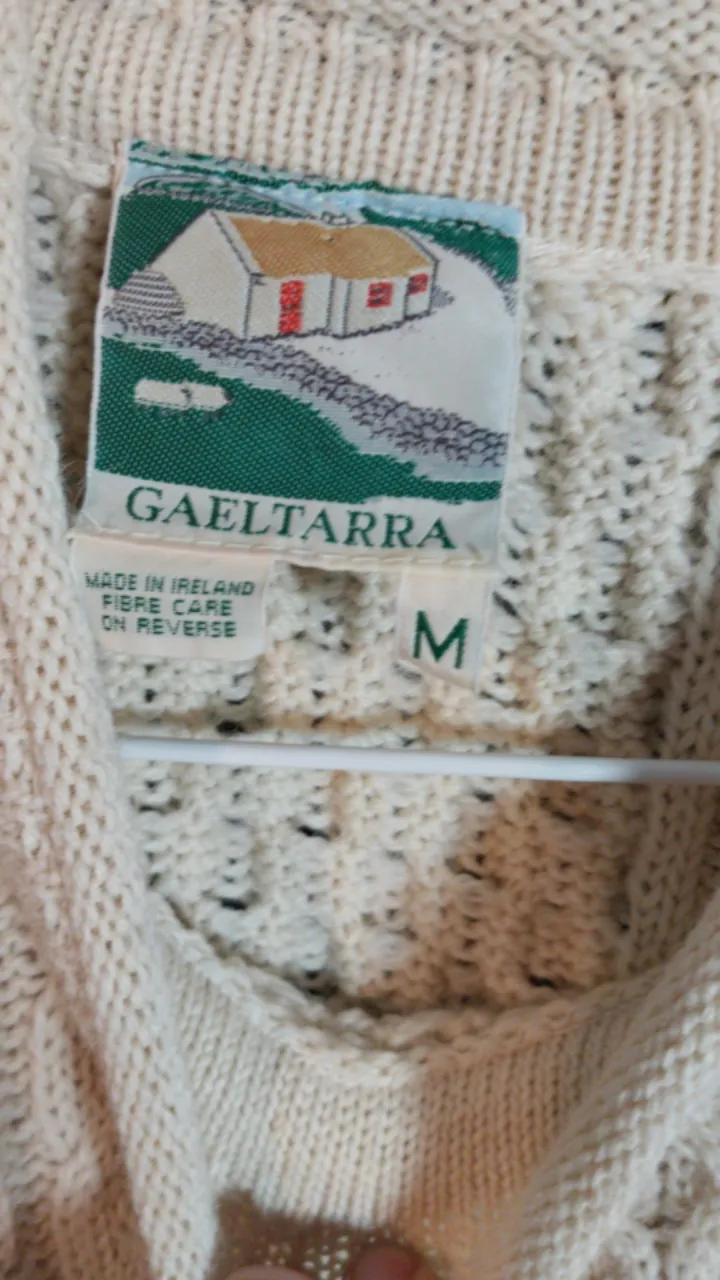 GAELTARRA
MADE IN IRELAND
FIBRE CARE
ON REVERSE
M